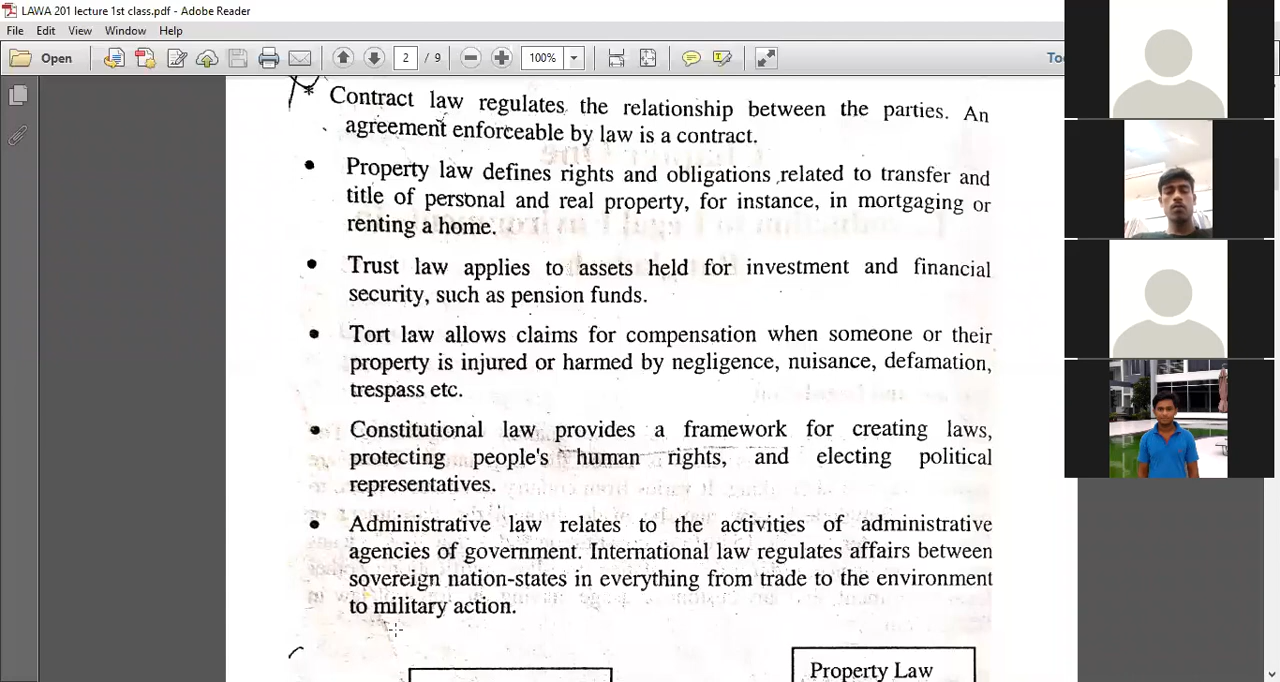 LAWA 201 lecture 1st class.pdf - Adobe Reader
File Edit View Window Help
Open 2 / 9 100% To
Contract law regulates the relationship between the parties. An
agreement enforceable by law is a contract.
Property law defines rights and obligations related to transfer and
title of personal and real property, for instance, in mortgaging or
renting a home.
Trust law applies to assets held for investment and financial
security, such as pension funds.
Tort law allows claims for compensation when someone or their
property is injured or harmed by negligence, nuisance, defamation,
trespass etc.
Constitutional law provides a framework for creating laws,
protecting people's human rights, and electing political
representatives.
Administrative law relates to the activities of administrative
agencies of government. International law regulates affairs between
sovereign nation-states in everything from trade to the environment
to military action.
Property Law